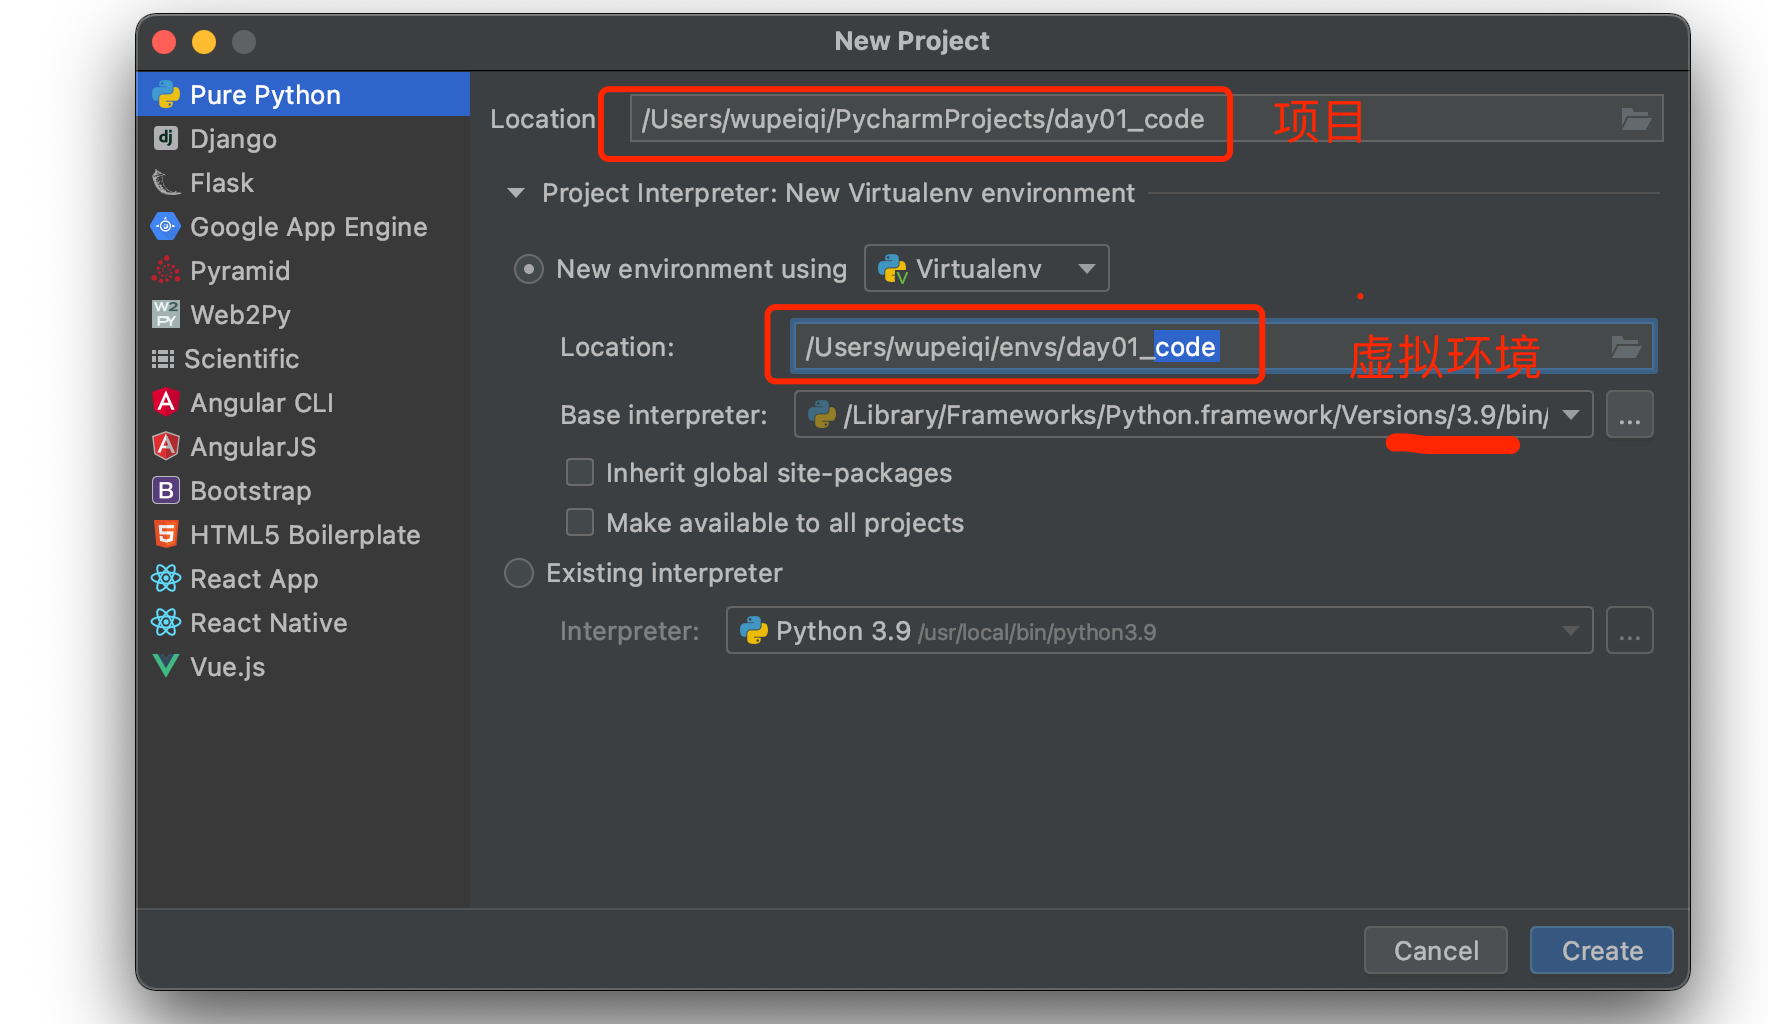 New Project
Pure Python
Django
Flask
Google App Engine
Pyramid
Web2Py
Scientific
Angular CLI
AngularJS
Bootstrap
HTML5 Boilerplate
React App
React Native
Vue.js
Location /Users/wupeiqi/PycharmProjects/day01_code 项目
Project Interpreter: New Virtualenv environment
New environment using Virtualenv
Location: /Users/wupeiqi/envs/day01_code 虚拟环境
Base interpreter: /Library/Frameworks/Python.framework/Versions/3.9/bin/ ...
Inherit global site-packages
Make available to all projects
Existing interpreter
Interpreter: Python 3.9 /usr/local/bin/python3.9 ...
Cancel Create